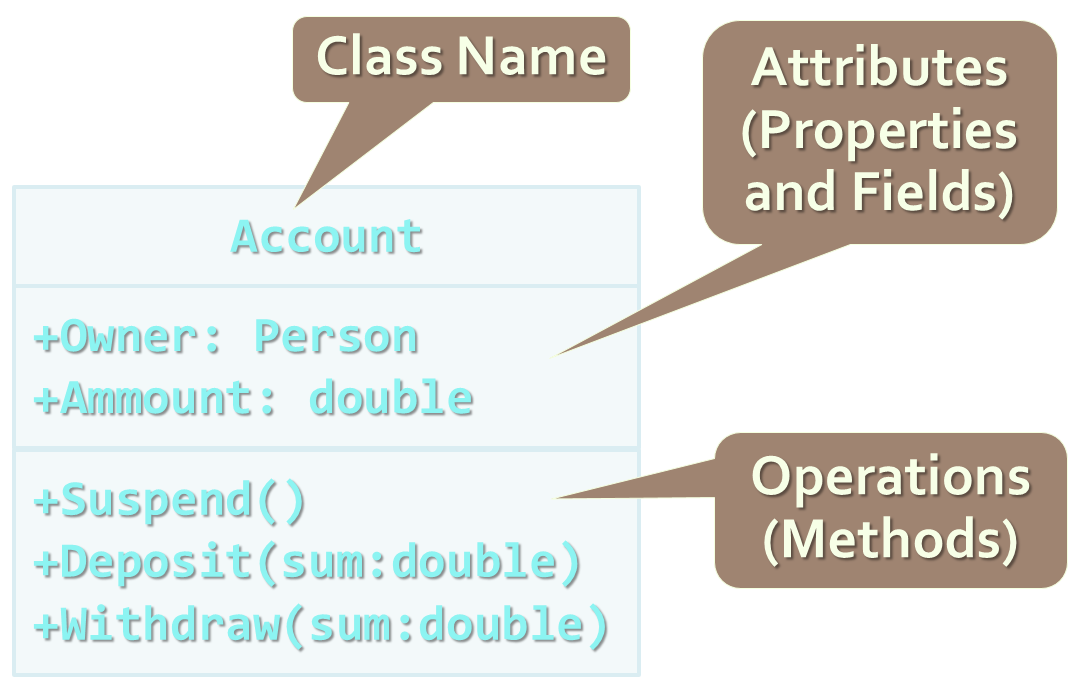 Class Name
Attributes
(Properties
and Fields)
Account
+Owner: Person
+Ammount: double
+Suspend()
+Deposit(sum:double)
+Withdraw(sum:double)
Operations
(Methods)